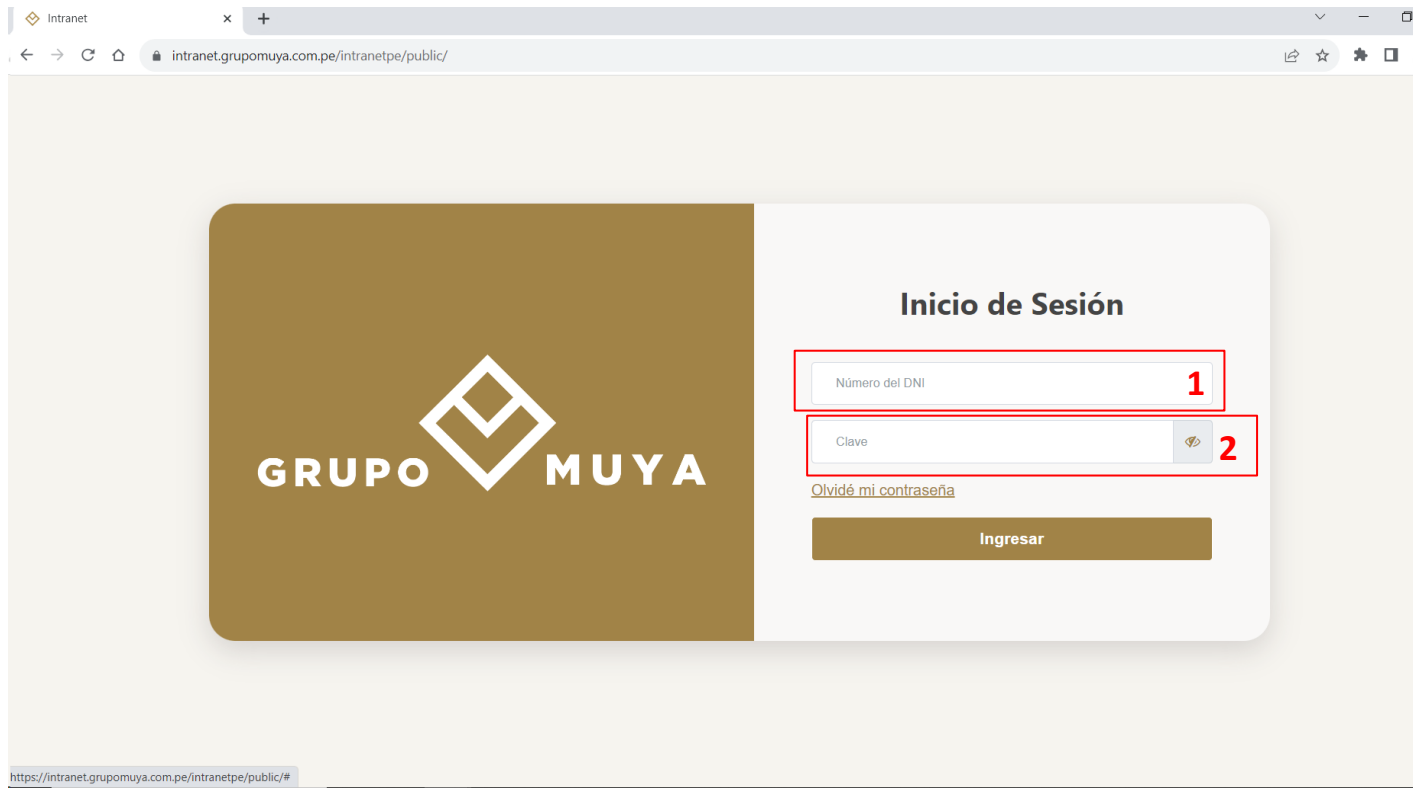 Intranet
intranet.grupomuya.com.pe/intranetpe/public/
GRUPO MUYA
Inicio de Sesión
Número del DNI 1
Clave 2
Olvidé mi contraseña
Ingresar
https://intranet.grupomuya.com.pe/intranetpe/public/#